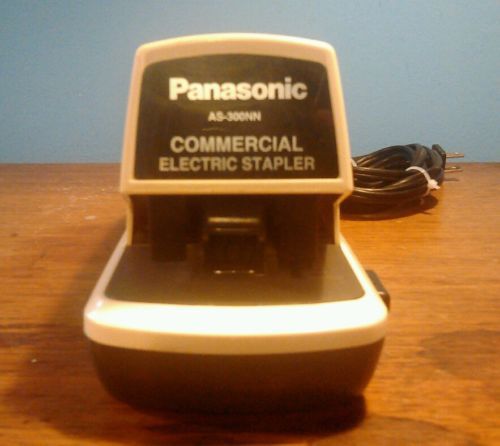 Panasonic
AS-300NN
COMMERCIAL
ELECTRIC STAPLER